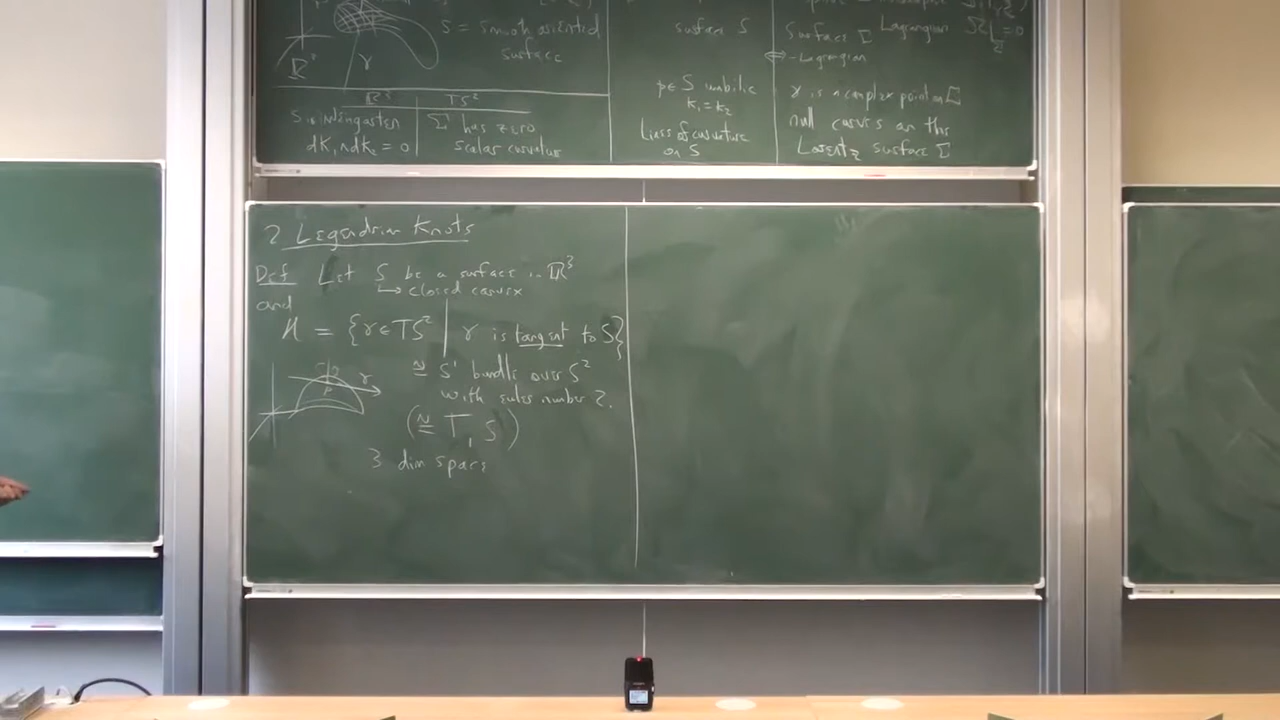 S = smooth oriented
surface
ℝ³
γ
ℝ³ TS²
S is Weingarten
dK₁∧dK₂ = 0
Σ has zero
scalar curvature
surface S
p∈S umbilic
k₁=k₂
Lines of curvature
on S
Surface Σ Lagrangian
-Lagrangian
γ is a complex point on Σ
null curves on the
Lorentz surface Σ
2 Legendrian Knots
Def Let S be a surface in ℝ³
↳ closed convex
and
H = {γ∈TS² | γ is tangent to S}
≅ S¹ bundle over S²
with euler number 2.
(≅ T₁S)
3 dim space
γ
p